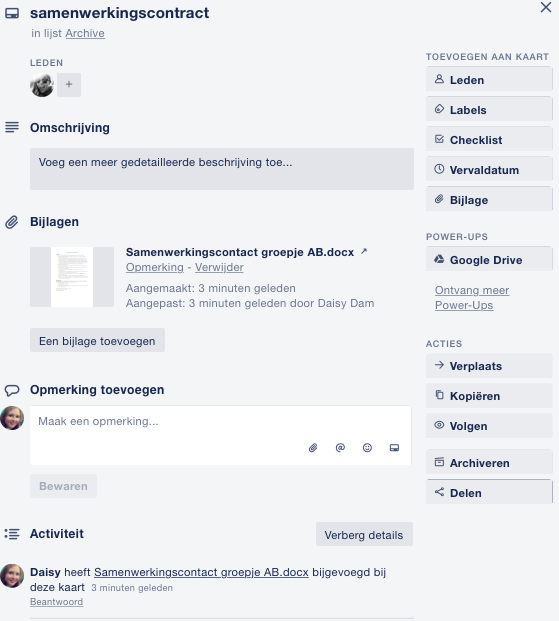 samenwerkingscontract
in lijst Archive
LEDEN
+
Omschrijving
Voeg een meer gedetailleerde beschrijving toe...
Bijlagen
Samenwerkingscontact groepje AB.docx ↗
Opmerking - Verwijder
Aangemaakt: 3 minuten geleden
Aangepast: 3 minuten geleden door Daisy Dam
Een bijlage toevoegen
Opmerking toevoegen
Maak een opmerking...
@
Bewaren
Activiteit
Verberg details
Daisy heeft Samenwerkingscontact groepje AB.docx bijgevoegd bij
deze kaart 3 minuten geleden
Beantwoord
TOEVOEGEN AAN KAART
Leden
Labels
Checklist
Vervaldatum
Bijlage
POWER-UPS
Google Drive
Ontvang meer
Power-Ups
ACTIES
Verplaats
Kopiëren
Volgen
Archiveren
Delen